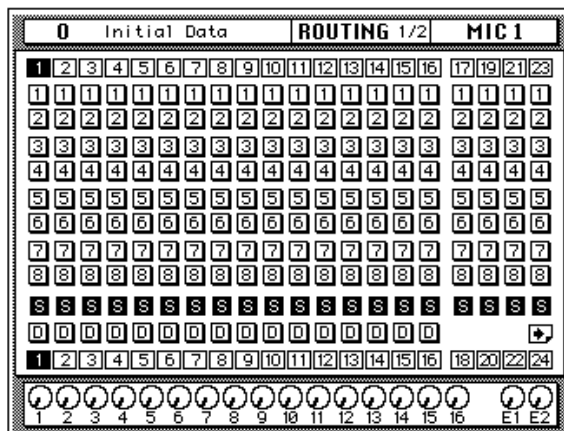 0 Initial Data ROUTING 1/2 MIC 1
1 2 3 4 5 6 7 8 9 10 11 12 13 14 15 16 17 19 21 23
1 1 1 1 1 1 1 1 1 1 1 1 1 1 1 1 1 1 1 1
2 2 2 2 2 2 2 2 2 2 2 2 2 2 2 2 2 2 2 2
3 3 3 3 3 3 3 3 3 3 3 3 3 3 3 3 3 3 3 3
4 4 4 4 4 4 4 4 4 4 4 4 4 4 4 4 4 4 4 4
5 5 5 5 5 5 5 5 5 5 5 5 5 5 5 5 5 5 5 5
6 6 6 6 6 6 6 6 6 6 6 6 6 6 6 6 6 6 6 6
7 7 7 7 7 7 7 7 7 7 7 7 7 7 7 7 7 7 7 7
8 8 8 8 8 8 8 8 8 8 8 8 8 8 8 8 8 8 8 8
S S S S S S S S S S S S S S S S S S S S
D D D D D D D D D D D D D D D D
1 2 3 4 5 6 7 8 9 10 11 12 13 14 15 16 18 20 22 24
1 2 3 4 5 6 7 8 9 10 11 12 13 14 15 16 E1 E2